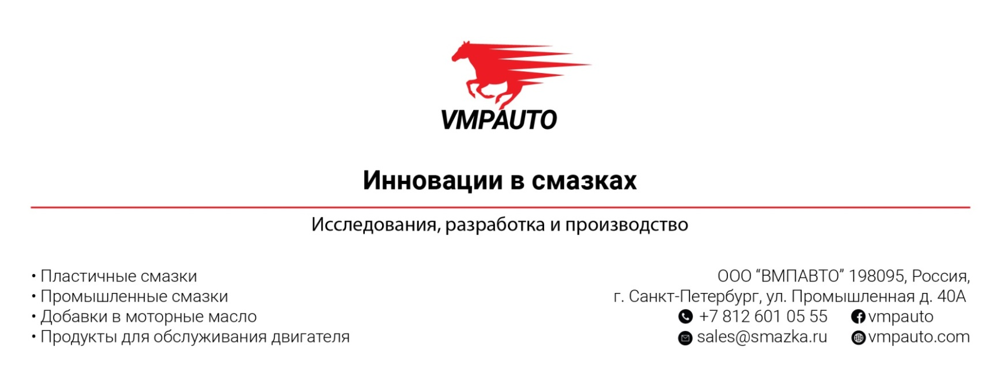 VMPAUTO
Инновации в смазках
Исследования, разработка и производство
• Пластичные смазки
• Промышленные смазки
• Добавки в моторные масло
• Продукты для обслуживания двигателя
ООО “ВМПАВТО” 198095, Россия,
г. Санкт-Петербург, ул. Промышленная д. 40А
+7 812 601 05 55 vmpauto
sales@smazka.ru vmpauto.com